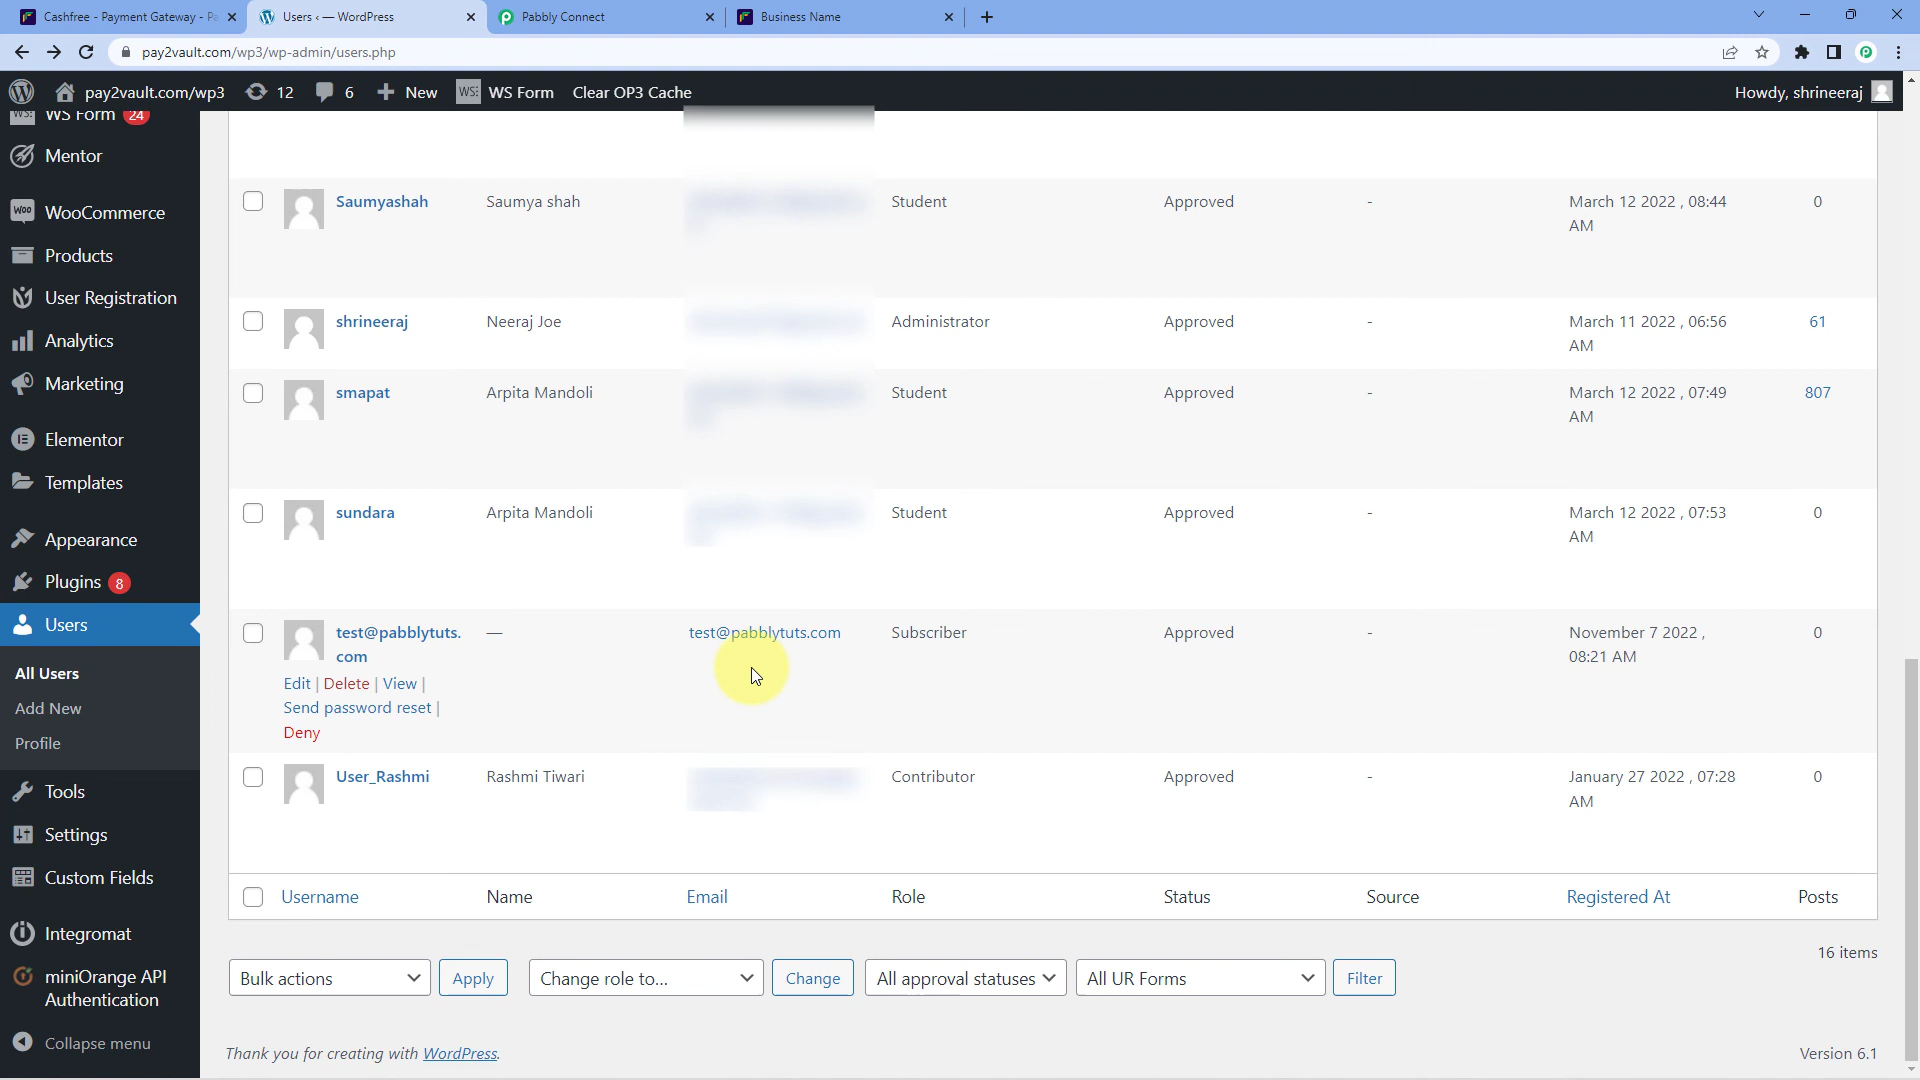 Cashfree - Payment Gateway - Pa
Users ‹ — WordPress
Pabbly Connect
Business Name
pay2vault.com/wp3/wp-admin/users.php
pay2vault.com/wp3 12 6 New WS Form Clear OP3 Cache
Howdy, shrineeraj
WS Form 24
Mentor
WooCommerce
Products
User Registration
Analytics
Marketing
Elementor
Templates
Appearance
Plugins 8
Users
All Users
Add New
Profile
Tools
Settings
Custom Fields
Integromat
miniOrange API
Authentication
Collapse menu
Saumyashah Saumya shah Student Approved - March 12 2022 , 08:44 0
AM
shrineeraj Neeraj Joe Administrator Approved - March 11 2022 , 06:56 61
AM
smapat Arpita Mandoli Student Approved - March 12 2022 , 07:49 807
AM
sundara Arpita Mandoli Student Approved - March 12 2022 , 07:53 0
AM
test@pabblytuts. — test@pabblytuts.com Subscriber Approved - November 7 2022 , 0
com 08:21 AM
Edit | Delete | View |
Send password reset |
Deny
User_Rashmi Rashmi Tiwari Contributor Approved - January 27 2022 , 07:28 0
AM
Username Name Email Role Status Source Registered At Posts
16 items
Bulk actions Apply Change role to... Change All approval statuses All UR Forms Filter
Thank you for creating with WordPress.
Version 6.1